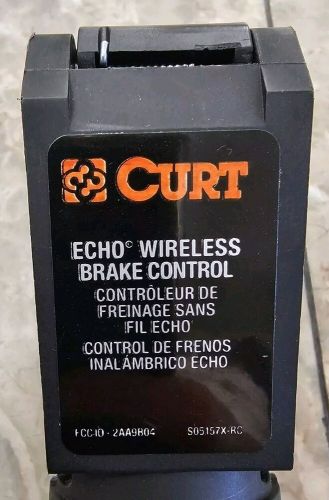 CURT
ECHO© WIRELESS
BRAKE CONTROL
CONTRÔLEUR DE
FREINAGE SANS
FIL ECHO
CONTROL DE FRENOS
INALÁMBRICO ECHO
FCC ID - 2AA9B04 S05157X-RC